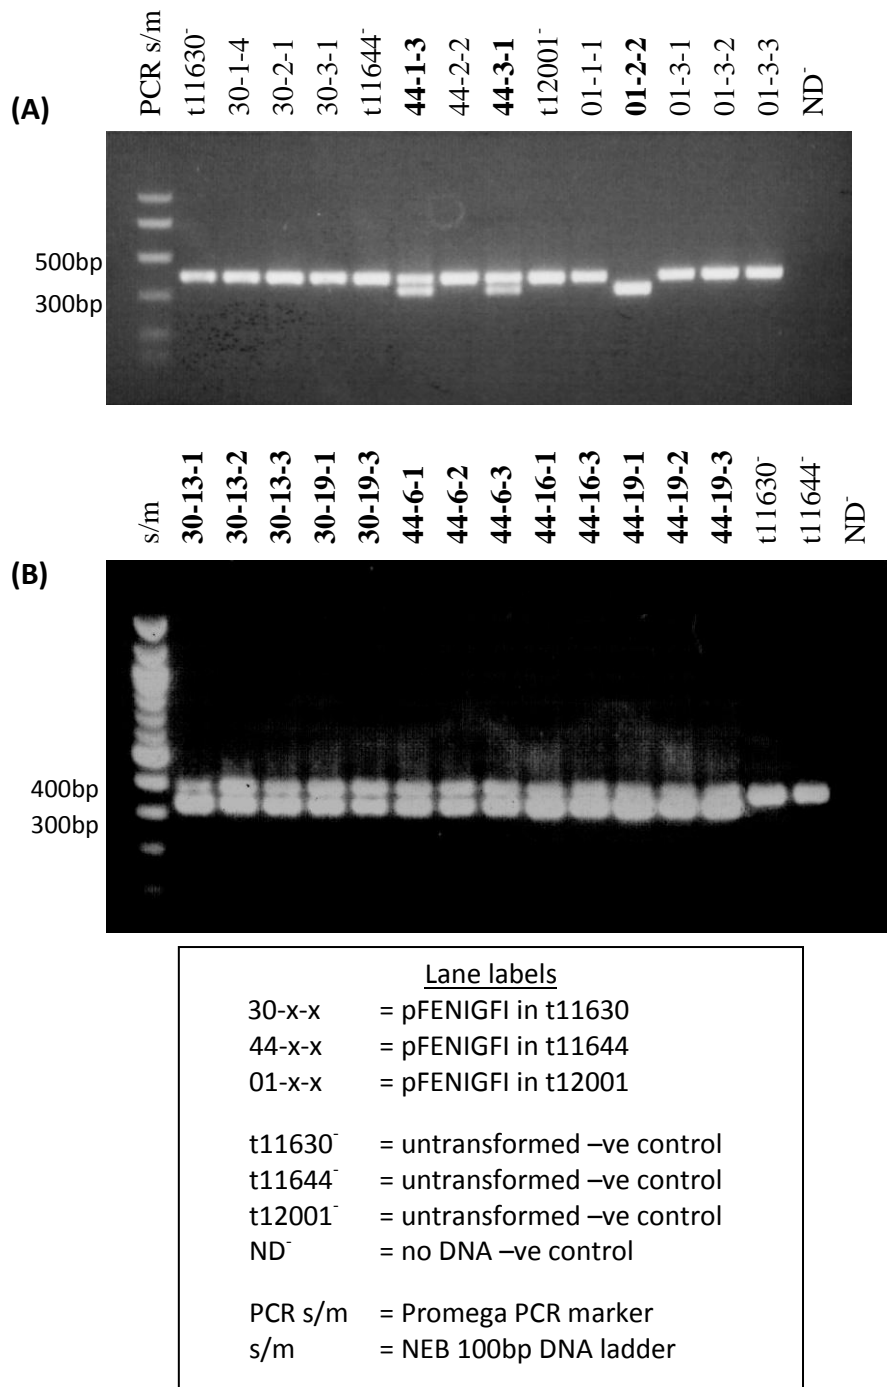 (A)
PCR s/m t11630⁻ 30-1-4 30-2-1 30-3-1 t11644⁻ 44-1-3 44-2-2 44-3-1 t12001⁻ 01-1-1 01-2-2 01-3-1 01-3-2 01-3-3 ND⁻
500bp
300bp
(B)
s/m 30-13-1 30-13-2 30-13-3 30-19-1 30-19-3 44-6-1 44-6-2 44-6-3 44-16-1 44-16-3 44-19-1 44-19-2 44-19-3 t11630⁻ t11644⁻ ND⁻
400bp
300bp
Lane labels
30-x-x = pFENIGFI in t11630
44-x-x = pFENIGFI in t11644
01-x-x = pFENIGFI in t12001
t11630⁻ = untransformed –ve control
t11644⁻ = untransformed –ve control
t12001⁻ = untransformed –ve control
ND⁻ = no DNA –ve control
PCR s/m = Promega PCR marker
s/m = NEB 100bp DNA ladder